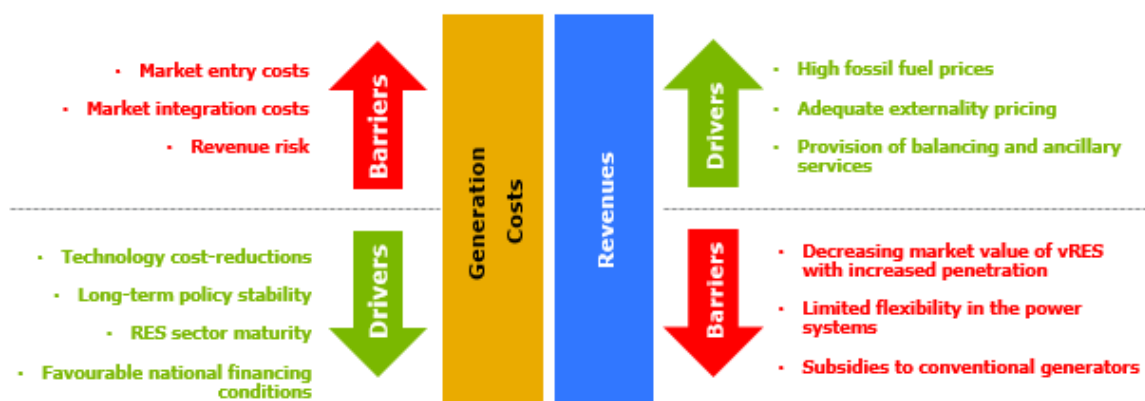 ▪ Market entry costs
▪ Market integration costs
▪ Revenue risk
Barriers
▪ Technology cost-reductions
▪ Long-term policy stability
▪ RES sector maturity
▪ Favourable national financing
conditions
Drivers
Generation
Costs
Revenues
Drivers
▪ High fossil fuel prices
▪ Adequate externality pricing
▪ Provision of balancing and ancillary
services
Barriers
▪ Decreasing market value of vRES
with increased penetration
▪ Limited flexibility in the power
systems
▪ Subsidies to conventional generators